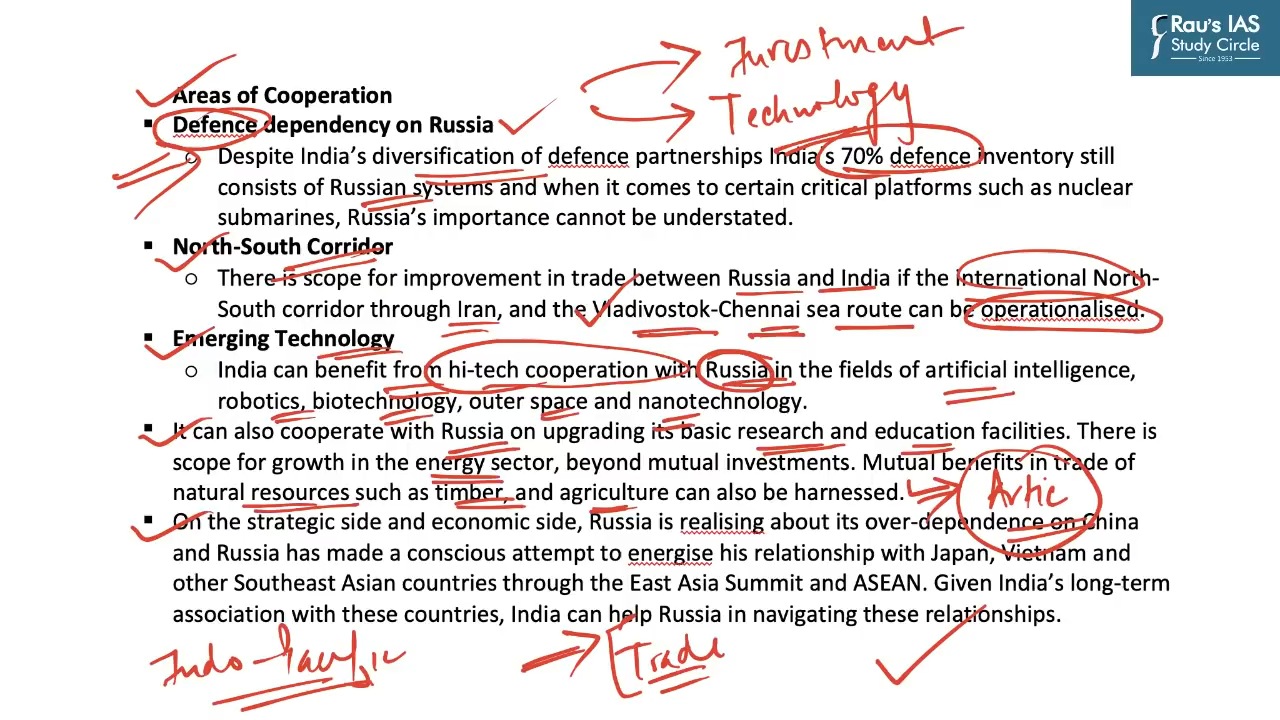 Rau's IAS
Study Circle
Since 1953
Investment
Technology
Areas of Cooperation
▪ Defence dependency on Russia
o Despite India's diversification of defence partnerships India's 70% defence inventory still
consists of Russian systems and when it comes to certain critical platforms such as nuclear
submarines, Russia's importance cannot be understated.
▪ North-South Corridor
o There is scope for improvement in trade between Russia and India if the international North-
South corridor through Iran, and the Vladivostok-Chennai sea route can be operationalised.
▪ Emerging Technology
o India can benefit from hi-tech cooperation with Russia in the fields of artificial intelligence,
robotics, biotechnology, outer space and nanotechnology.
▪ It can also cooperate with Russia on upgrading its basic research and education facilities. There is
scope for growth in the energy sector, beyond mutual investments. Mutual benefits in trade of
natural resources such as timber, and agriculture can also be harnessed.
Artic
▪ On the strategic side and economic side, Russia is realising about its over-dependence on China
and Russia has made a conscious attempt to energise his relationship with Japan, Vietnam and
other Southeast Asian countries through the East Asia Summit and ASEAN. Given India's long-term
association with these countries, India can help Russia in navigating these relationships.
Indo-Pacific
Trade